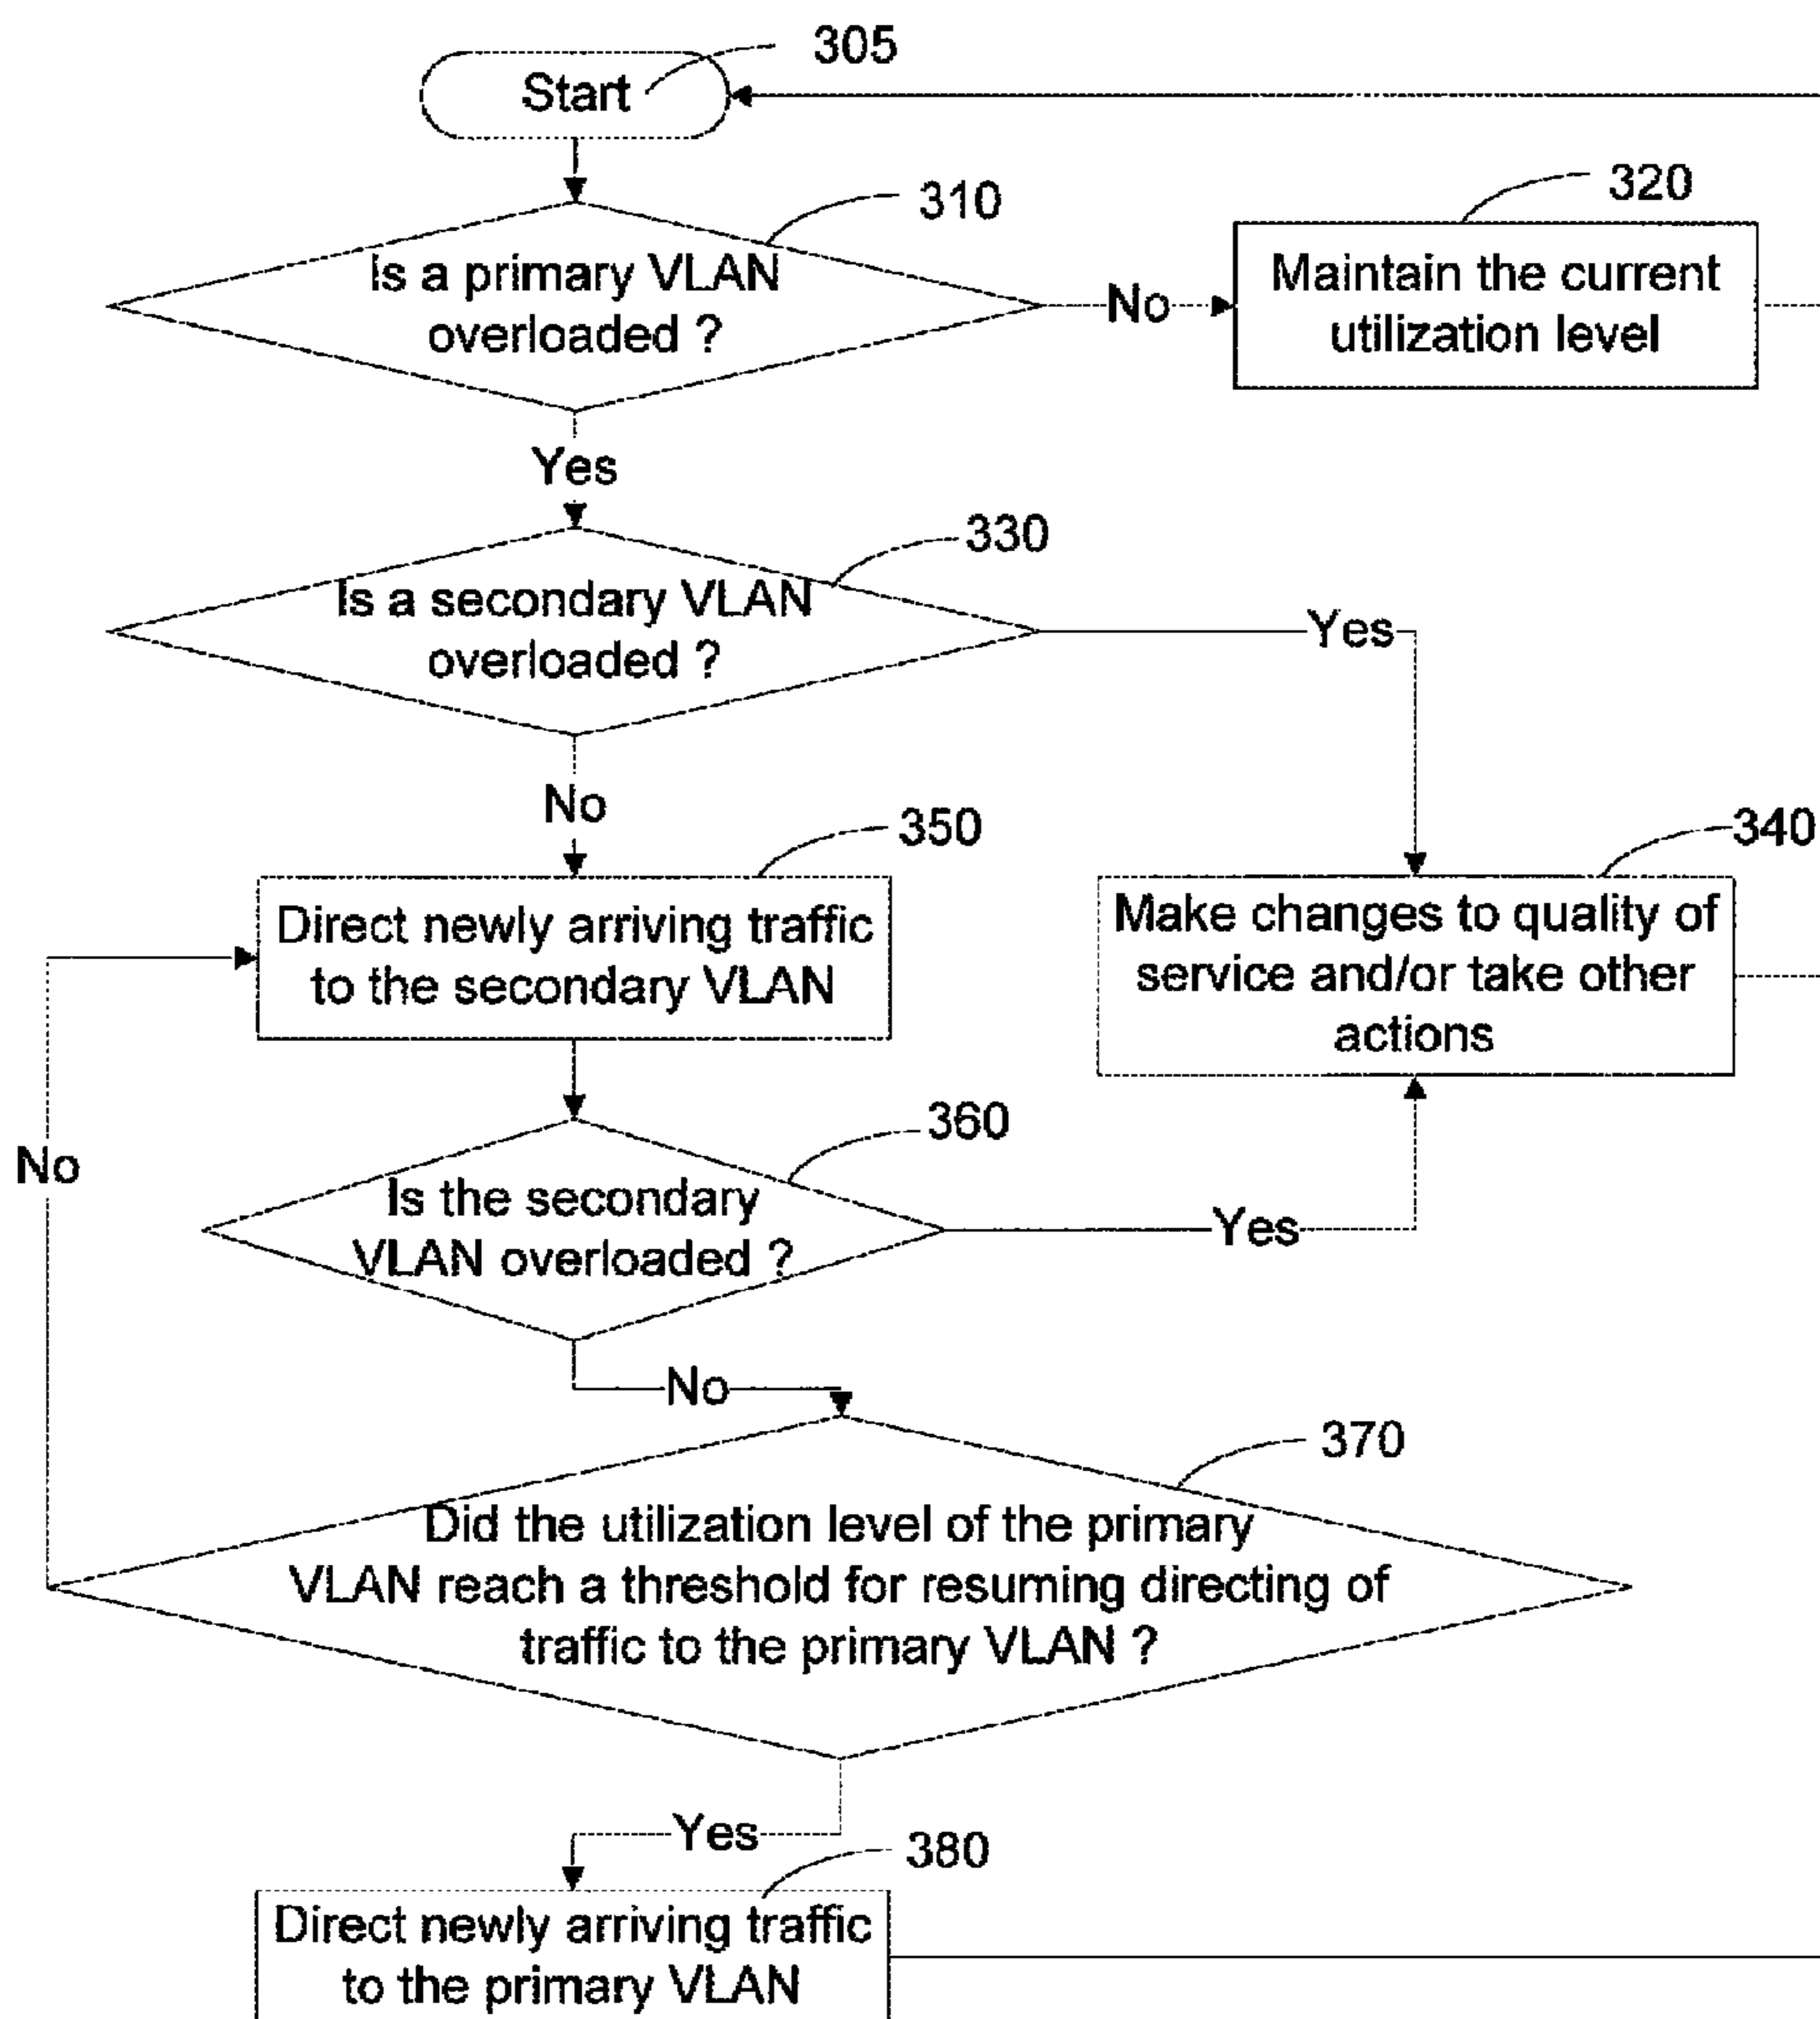 305
Start
310
Is a primary VLAN
overloaded ?
No
320
Maintain the current
utilization level
Yes
330
Is a secondary VLAN
overloaded ?
Yes
No
350
Direct newly arriving traffic
to the secondary VLAN
340
Make changes to quality of
service and/or take other
actions
360
Is the secondary
VLAN overloaded ?
Yes
No
No
370
Did the utilization level of the primary
VLAN reach a threshold for resuming directing of
traffic to the primary VLAN ?
Yes
380
Direct newly arriving traffic
to the primary VLAN